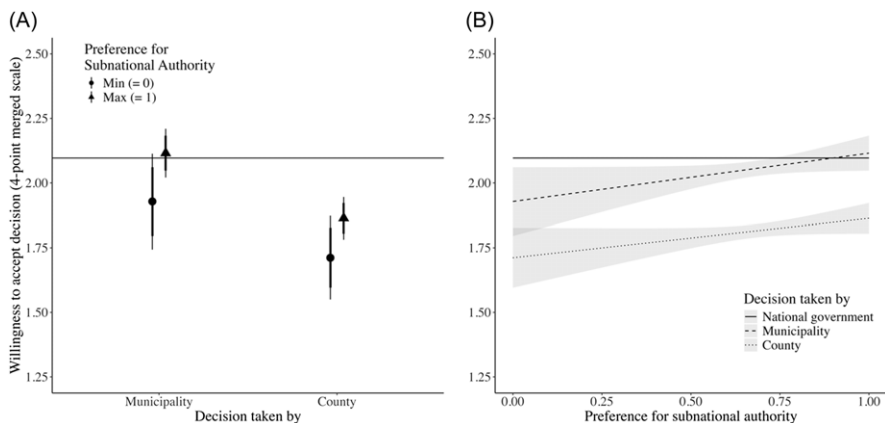 (A)
Willingness to accept decision (4-point merged scale)
2.50
2.25
2.00
1.75
1.50
1.25
Preference for
Subnational Authority
Min (= 0)
Max (= 1)
Municipality
County
Decision taken by
(B)
2.50
2.25
2.00
1.75
1.50
1.25
Decision taken by
National government
Municipality
County
0.00
0.25
0.50
0.75
1.00
Preference for subnational authority